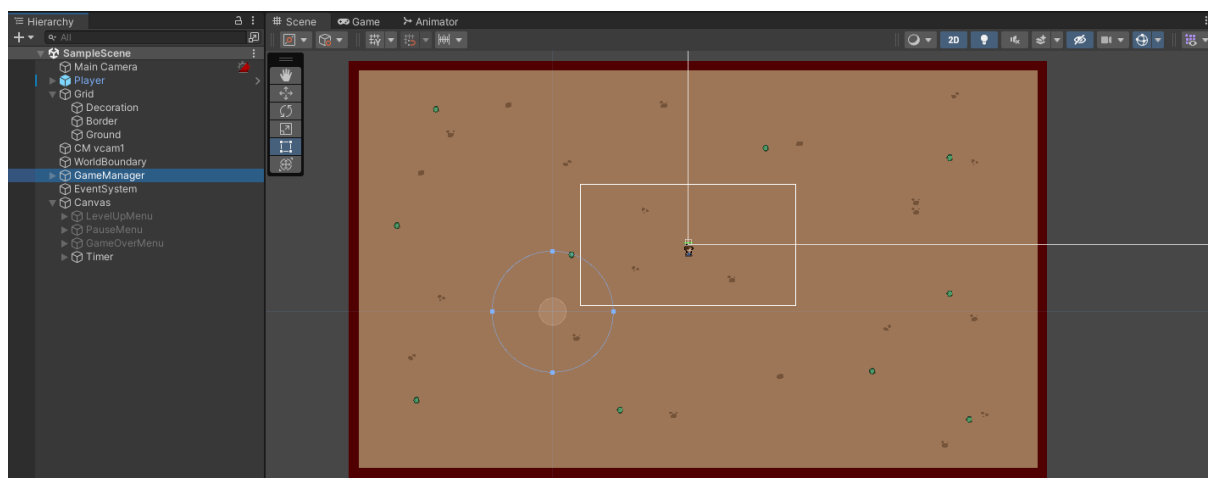 Hierarchy
Scene
Game
Animator
All
2D
SampleScene
Main Camera
Player
Grid
Decoration
Border
Ground
CM vcam1
WorldBoundary
GameManager
EventSystem
Canvas
LevelUpMenu
PauseMenu
GameOverMenu
Timer